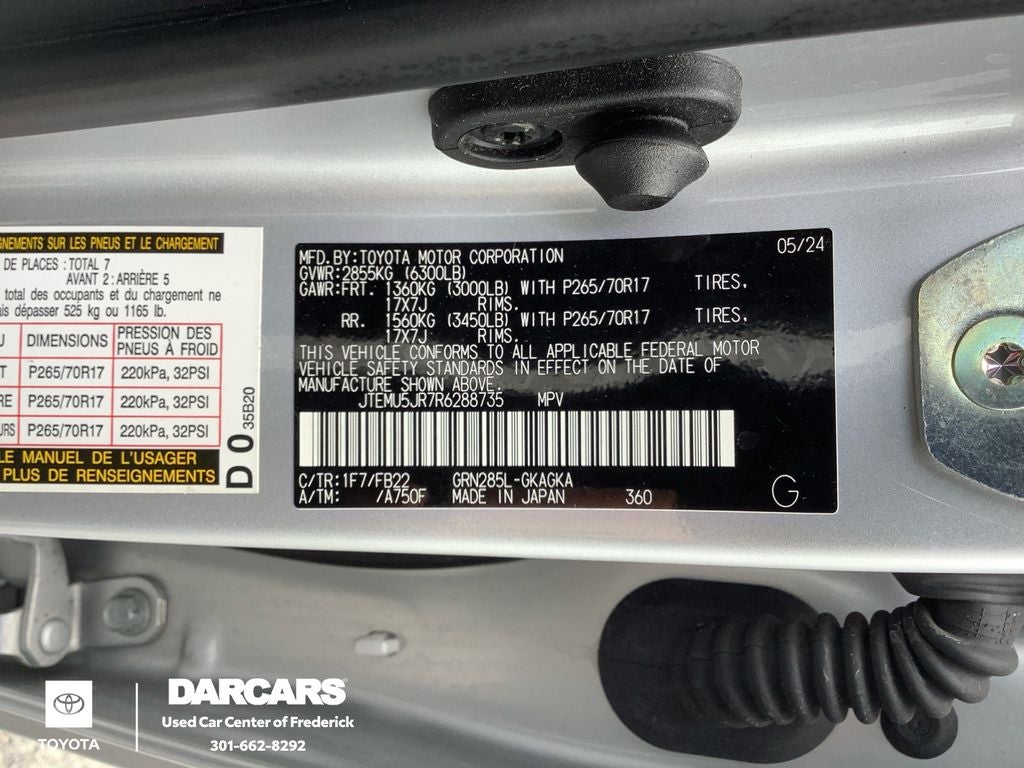 GNEMENTS SUR LES PNEUS ET LE CHARGEMENT
DE PLACES : TOTAL 7
AVANT 2 : ARRIÈRE 5
total des occupants et du chargement ne
ais dépasser 525 kg ou 1165 lb.
U DIMENSIONS PRESSION DES
PNEUS À FROID
T P265/70R17 220kPa, 32PSI
RE P265/70R17 220kPa, 32PSI
URS P265/70R17 220kPa, 32PSI
LE MANUEL DE L'USAGER
PLUS DE RENSEIGNEMENTS
D 0 35B20
05/24
MFD.BY:TOYOTA MOTOR CORPORATION
GVWR:2855KG (6300LB)
GAWR:FRT. 1360KG (3000LB) WITH P265/70R17 TIRES,
17X7J RIMS.
RR. 1560KG (3450LB) WITH P265/70R17 TIRES,
17X7J RIMS.
THIS VEHICLE CONFORMS TO ALL APPLICABLE FEDERAL MOTOR
VEHICLE SAFETY STANDARDS IN EFFECT ON THE DATE OF
MANUFACTURE SHOWN ABOVE.
JTEMU5JR7R6288735 MPV
C/TR:1F7/FB22 GRN285L-GKAGKA
A/TM: /A750F MADE IN JAPAN 360 G
TOYOTA
DARCARS
Used Car Center of Frederick
301-662-8292